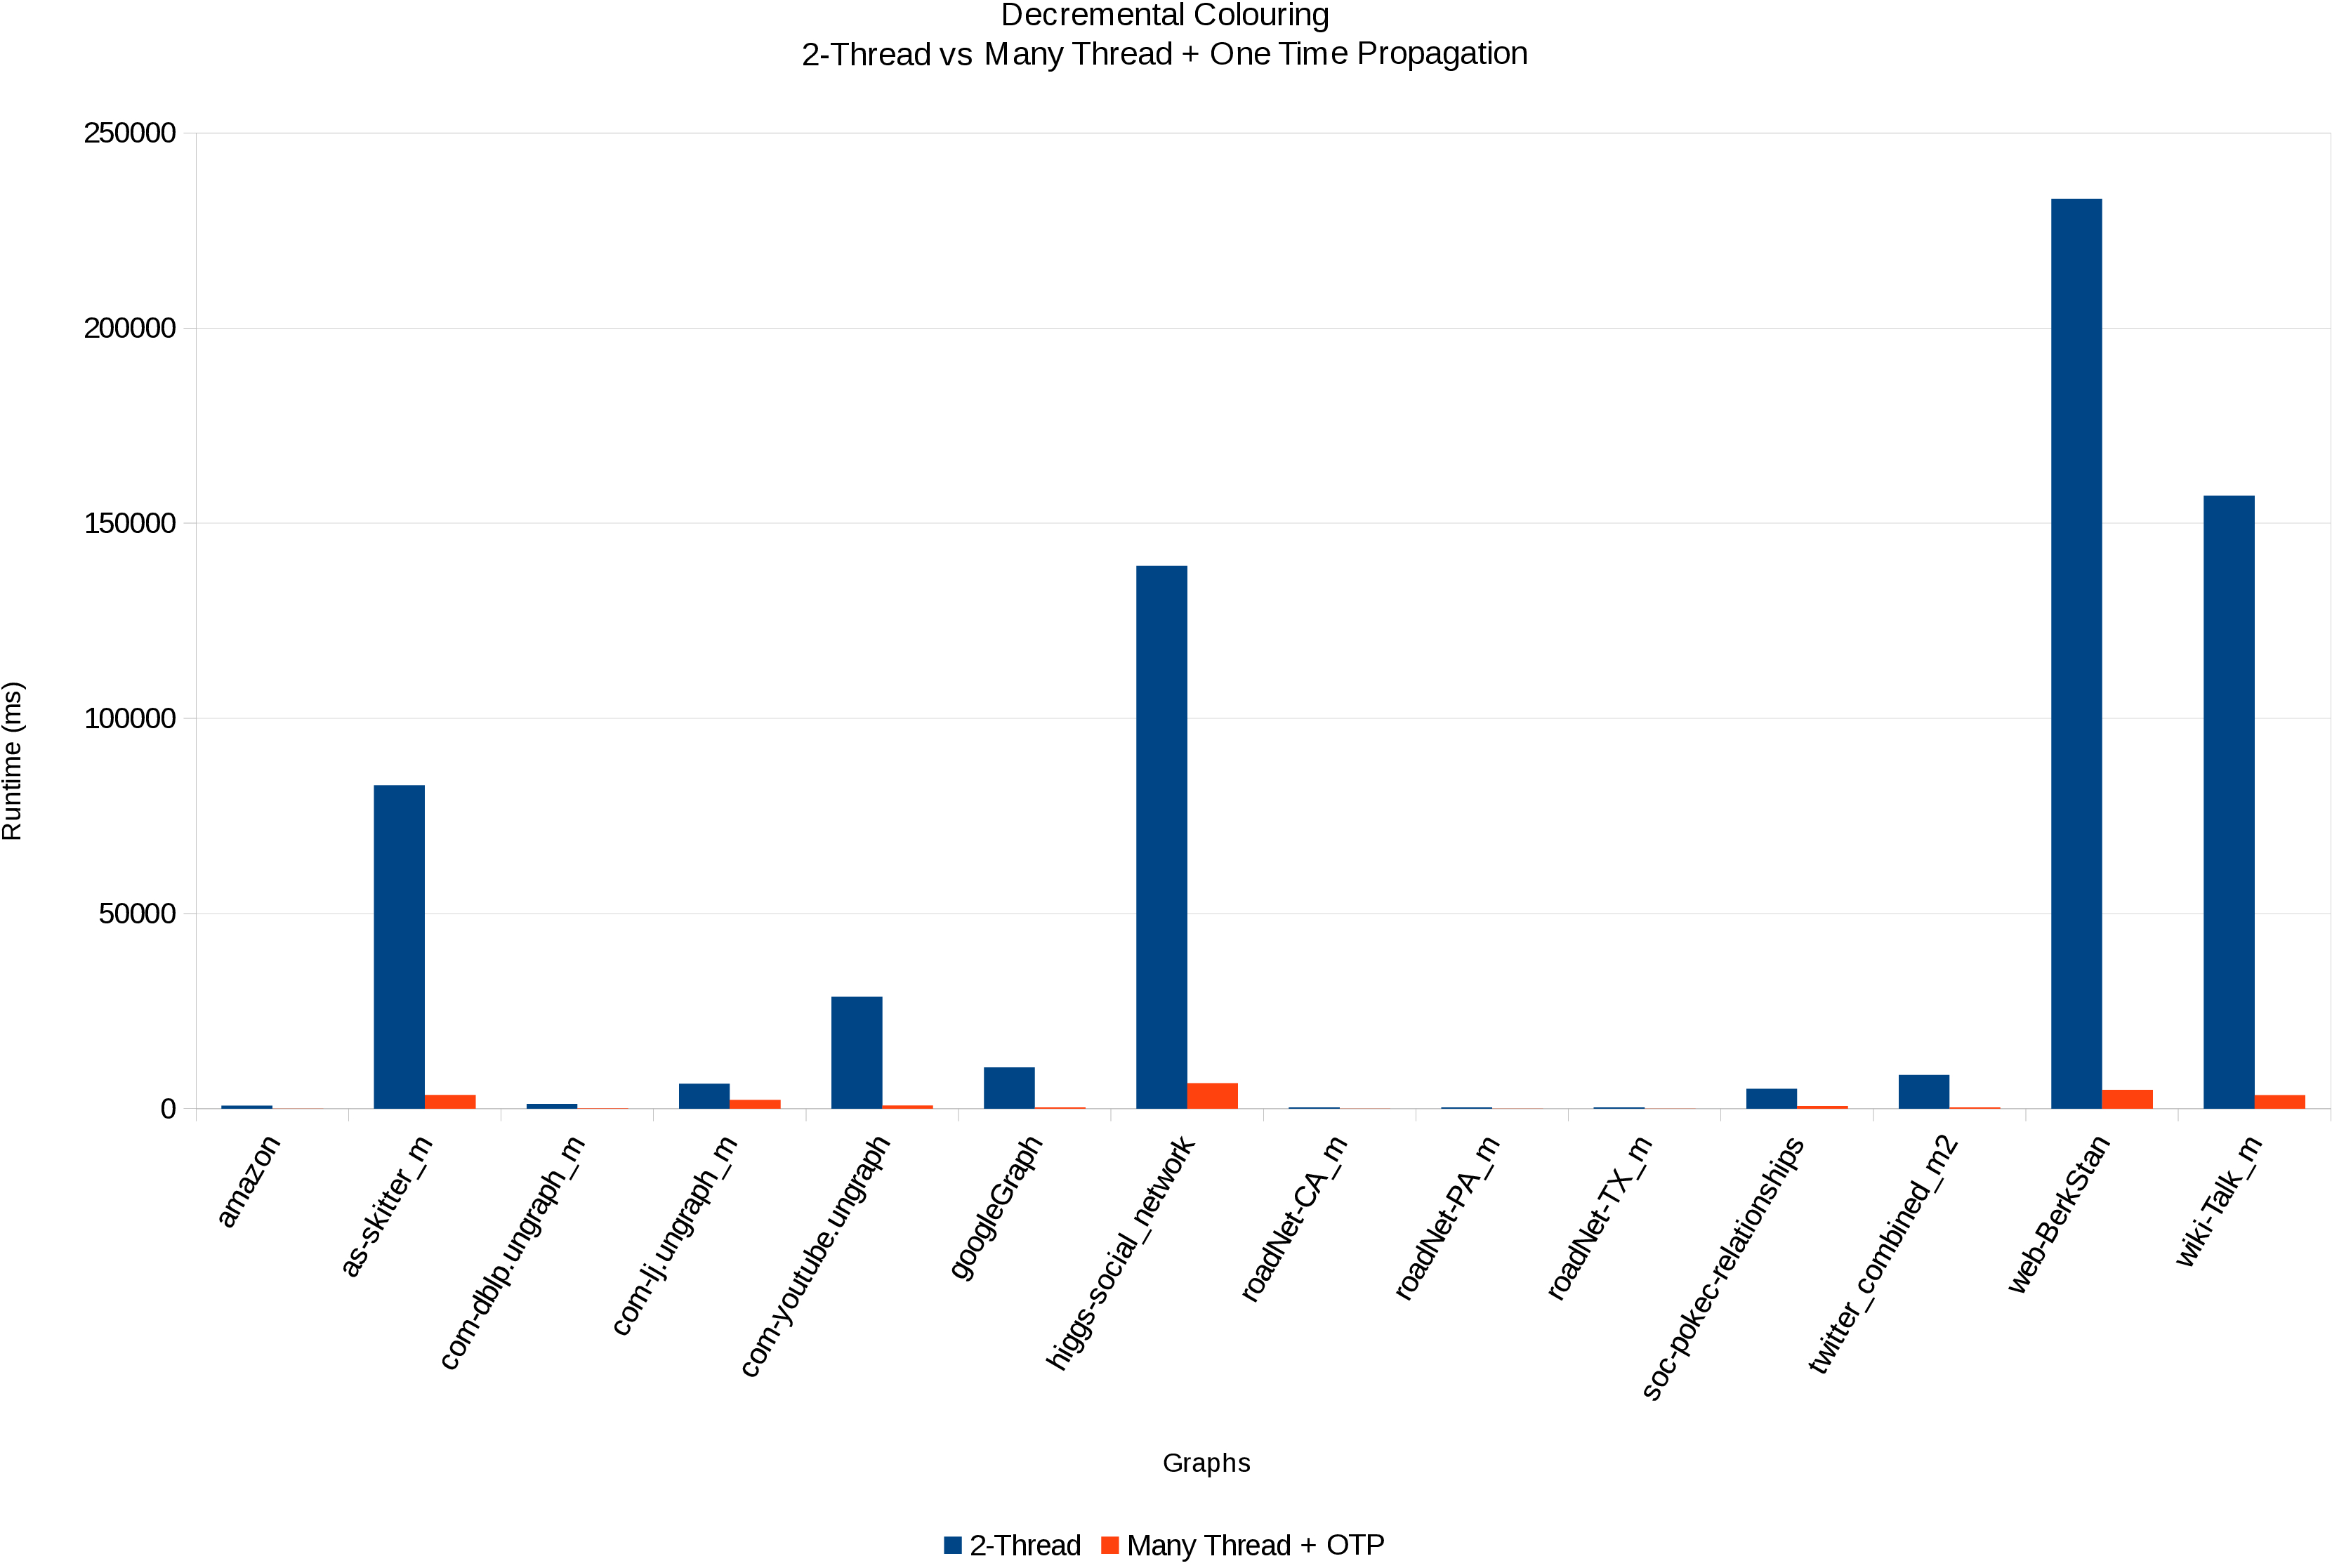 Decremental Colouring
2-Thread vs Many Thread + One Time Propagation
250000
200000
150000
100000
50000
0
Runtime (ms)
amazon
as-skitter_m
com-dblp.ungraph_m
com-lj.ungraph_m
com-youtube.ungraph
googleGraph
higgs-social_network
roadNet-CA_m
roadNet-PA_m
roadNet-TX_m
soc-pokec-relationships
twitter_combined_m2
web-BerkStan
wiki-Talk_m
Graphs
2-Thread
Many Thread + OTP